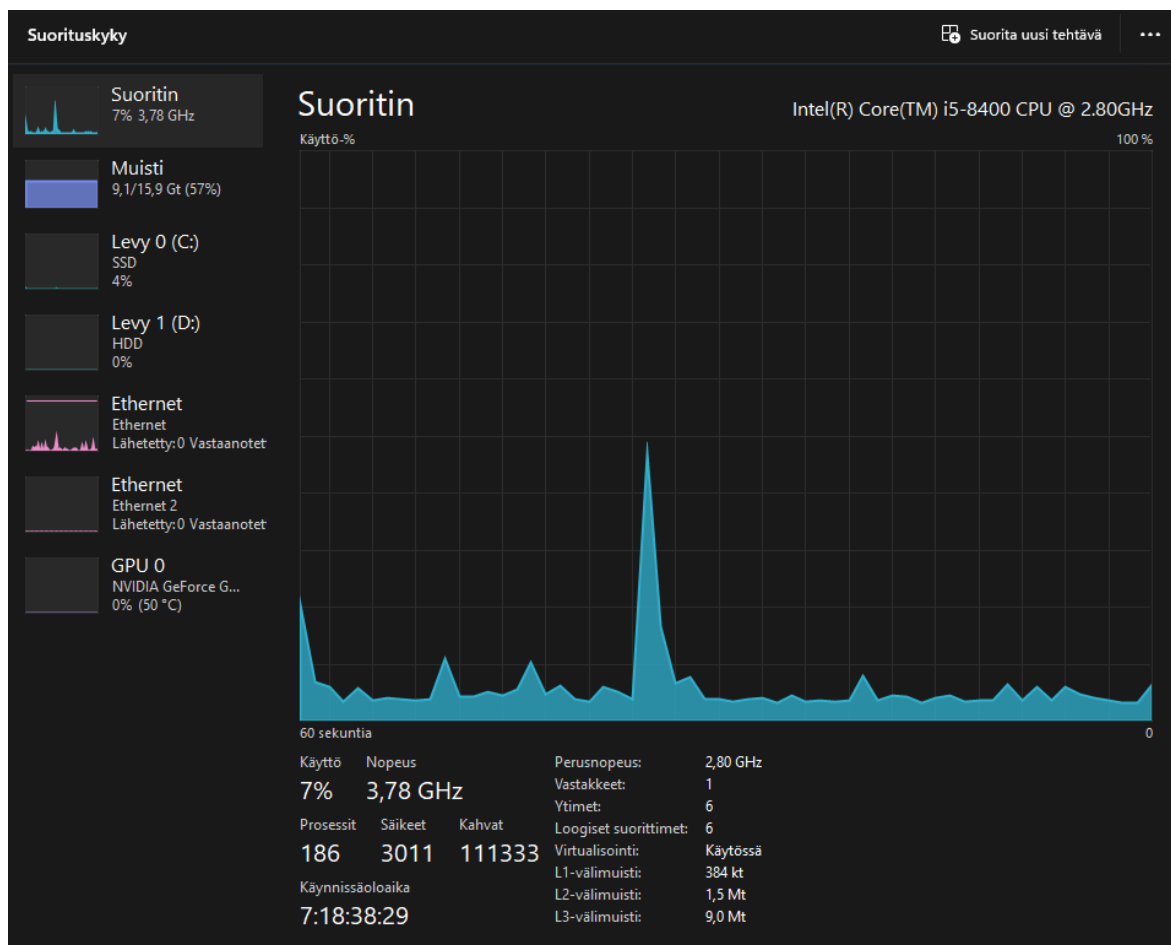 Suorituskyky
Suorita uusi tehtävä
Suoritin
7% 3,78 GHz
Muisti
9,1/15,9 Gt (57%)
Levy 0 (C:)
SSD
4%
Levy 1 (D:)
HDD
0%
Ethernet
Ethernet
Lähetetty: 0 Vastaanotet
Ethernet
Ethernet 2
Lähetetty: 0 Vastaanotet
GPU 0
NVIDIA GeForce G...
0% (50 °C)
Suoritin
Intel(R) Core(TM) i5-8400 CPU @ 2.80GHz
Käyttö-%
100 %
60 sekuntia
0
Käyttö Nopeus
7% 3,78 GHz
Prosessit Säikeet Kahvat
186 3011 111333
Käynnissäoloaika
7:18:38:29
Perusnopeus: 2,80 GHz
Vastakkeet: 1
Ytimet: 6
Loogiset suorittimet: 6
Virtualisointi: Käytössä
L1-välimuisti: 384 kt
L2-välimuisti: 1,5 Mt
L3-välimuisti: 9,0 Mt